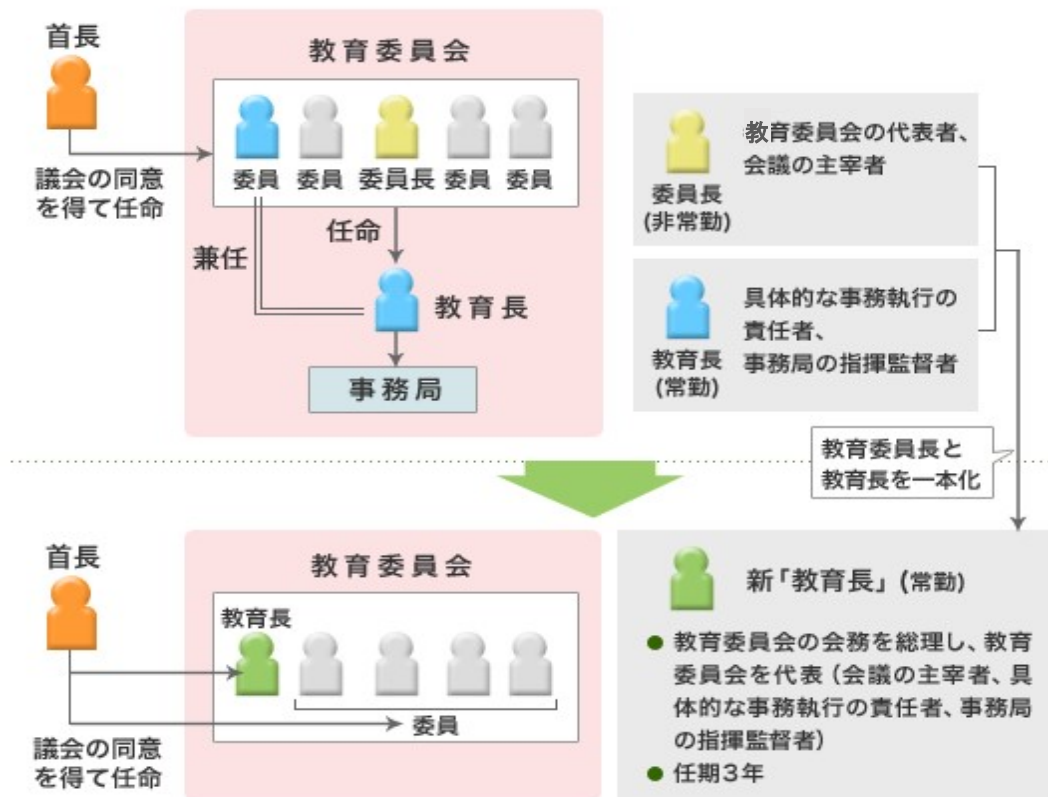 首長
議会の同意
を得て任命
教育委員会
委員 委員 委員長 委員 委員
兼任
任命
教育長
事務局
委員長
(非常勤)
教育委員会の代表者、
会議の主宰者
教育長
(常勤)
具体的な事務執行の
責任者、
事務局の指揮監督者
教育委員長と
教育長を一本化
首長
議会の同意
を得て任命
教育委員会
教育長
委員
新「教育長」(常勤)
● 教育委員会の会務を総理し、教育
委員会を代表(会議の主宰者、具
体的な事務執行の責任者、事務局
の指揮監督者)
● 任期3年